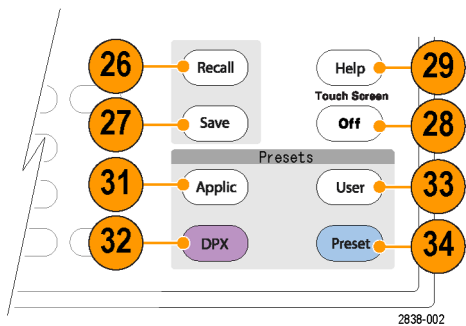 26 Recall Help 29
Touch Screen
27 Save Off 28
Presets
31 Applic User 33
32 DPX Preset 34
2838-002